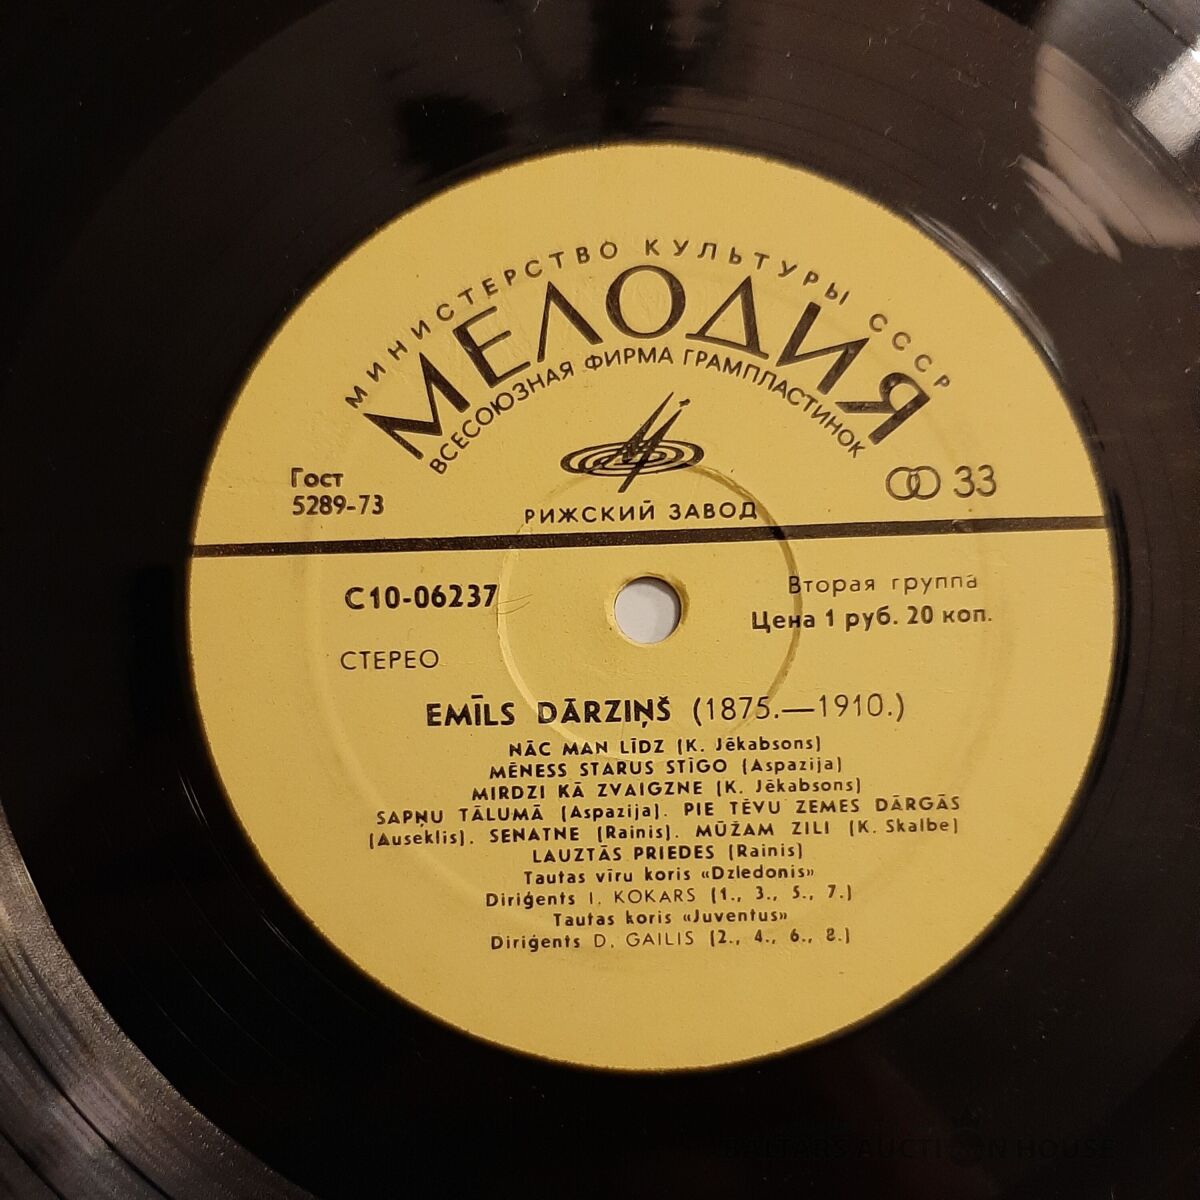 МИНИСТЕРСТВО КУЛЬТУРЫ СССР
МЕЛОДИЯ
ВСЕСОЮЗНАЯ ФИРМА ГРАМПЛАСТИНОК
Гост
5289-73
33
РИЖСКИЙ ЗАВОД
С10-06237
Вторая группа
Цена 1 руб. 20 коп.
СТЕРЕО
EMĪLS DĀRZIŅŠ (1875.—1910.)
NĀC MAN LĪDZ (K. Jēkabsons)
MĒNESS STARUS STĪGO (Aspazija)
MIRDZI KĀ ZVAIGZNE (K. Jēkabsons)
SAPŅU TĀLUMĀ (Aspazija). PIE TĒVU ZEMES DĀRGĀS
(Auseklis). SENATNE (Rainis). MŪŽAM ZILI (K. Skalbe)
LAUZTĀS PRIEDES (Rainis)
Tautas vīru koris «Dziedonis»
Diriģents I. KOKARS (1., 3., 5., 7.)
Tautas koris «Juventus»
Diriģents D. GAILIS (2., 4., 6., 8.)
BALTARS AUCTION HOUSE